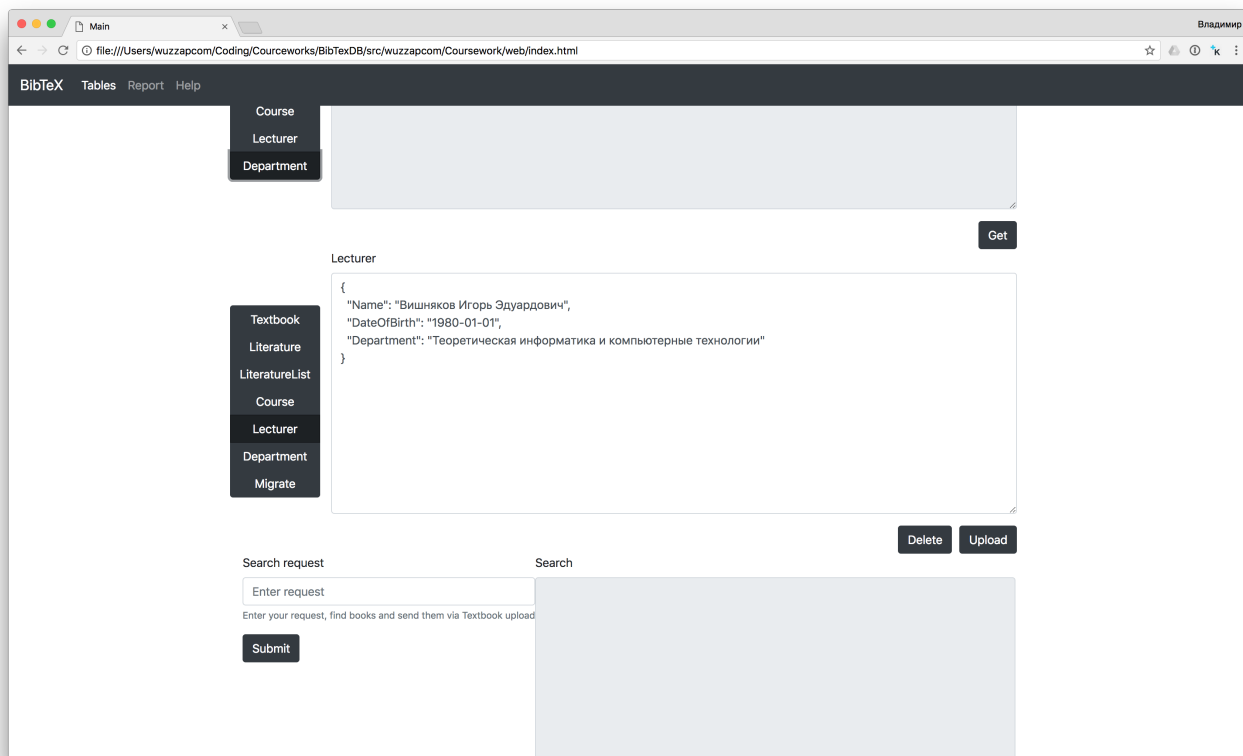 Main
Владимир
file:///Users/wuzzapcom/Coding/Courceworks/BibTexDB/src/wuzzapcom/Coursework/web/index.html
BibTeX Tables Report Help
Course
Lecturer
Department
Get
Lecturer
{
"Name": "Вишняков Игорь Эдуардович",
"DateOfBirth": "1980-01-01",
"Department": "Теоретическая информатика и компьютерные технологии"
}
Textbook
Literature
LiteratureList
Course
Lecturer
Department
Migrate
Delete Upload
Search request
Search
Enter request
Enter your request, find books and send them via Textbook upload
Submit